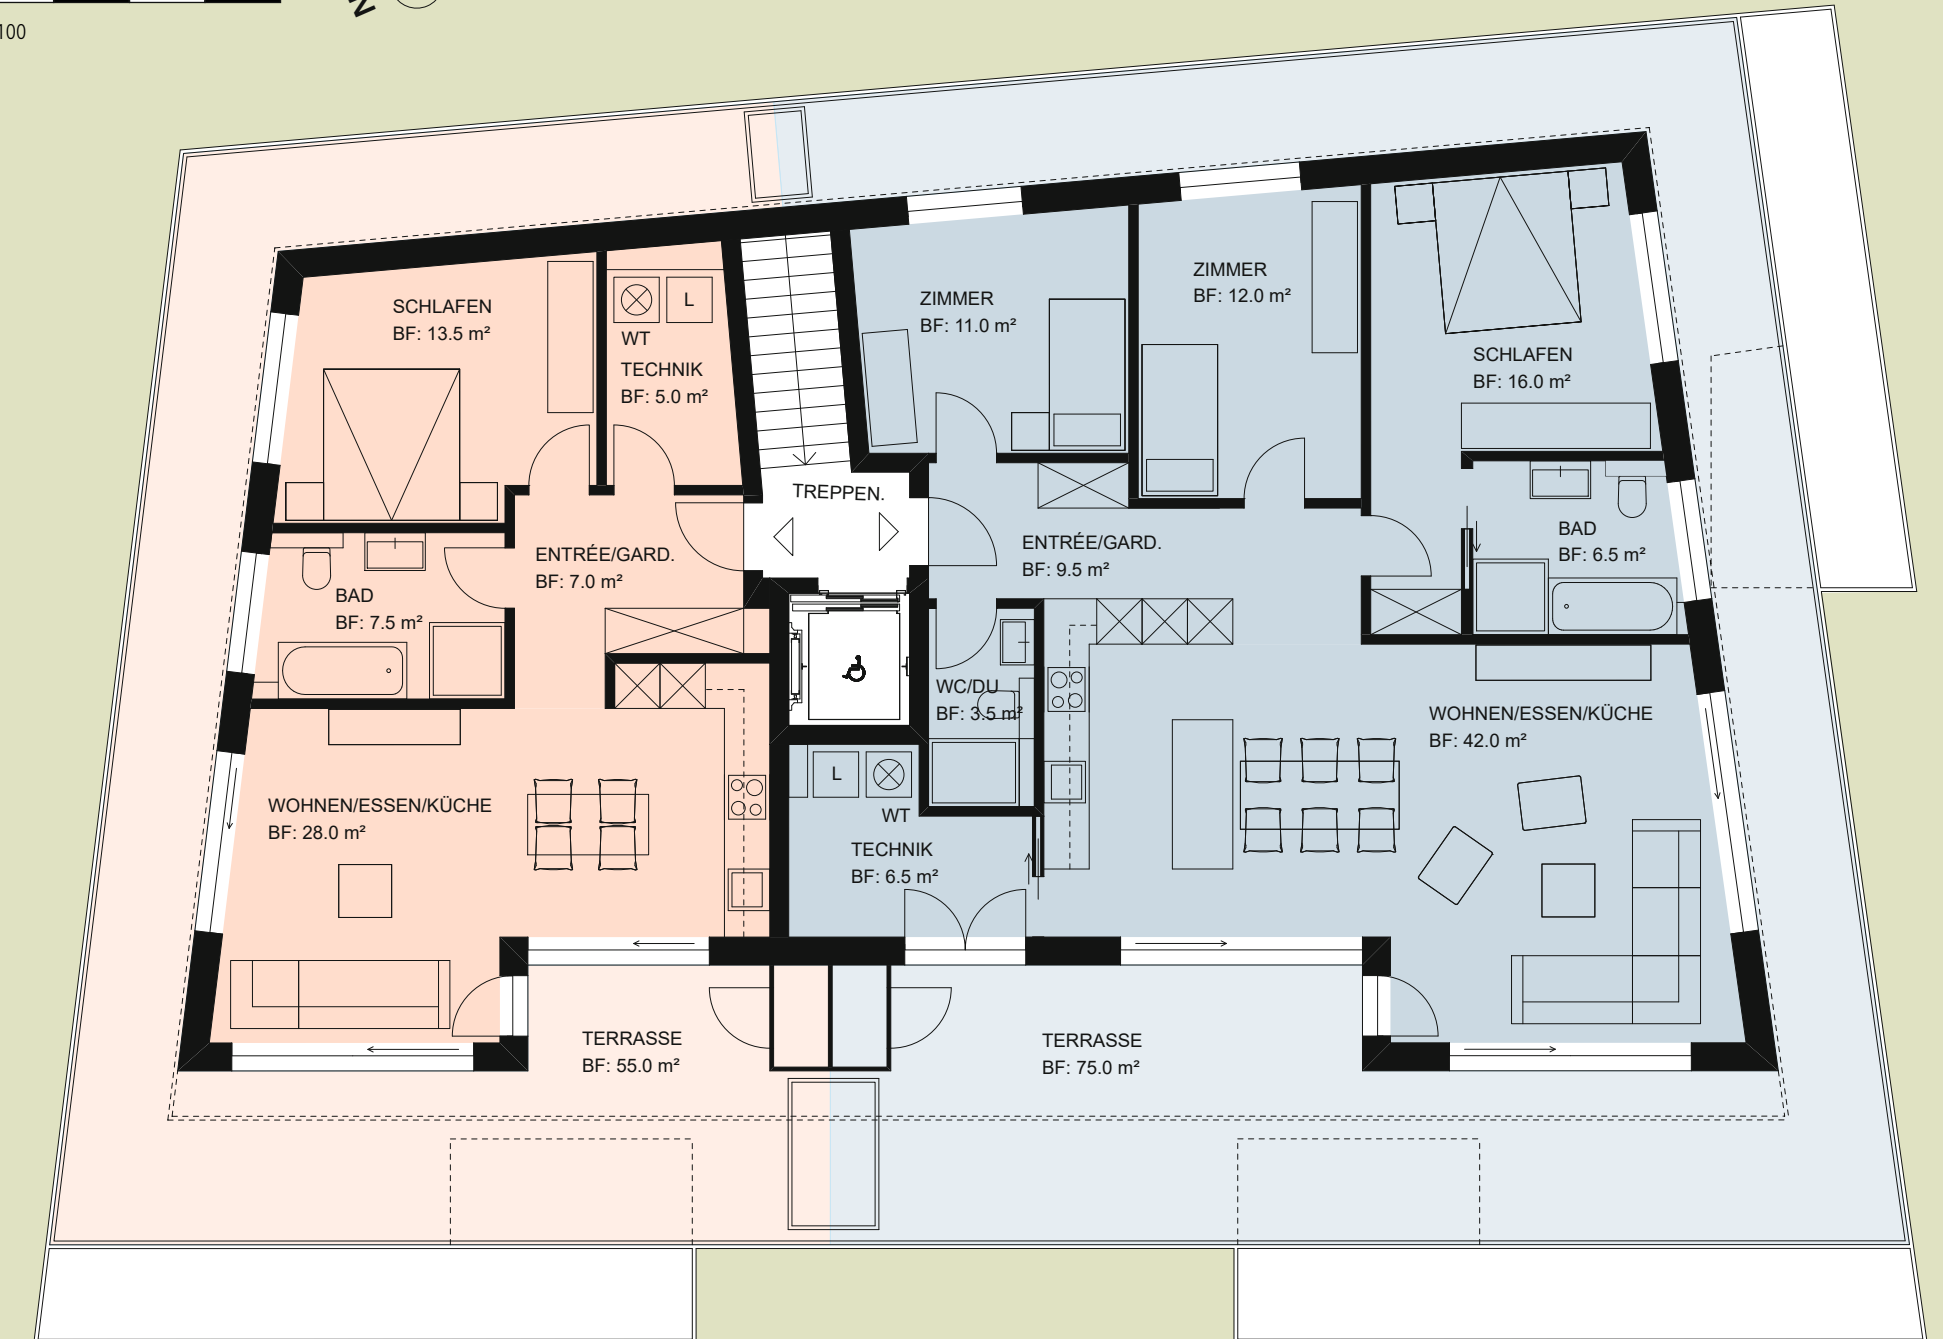 100
N
SCHLAFEN
BF: 13.5 m²
L
WT
TECHNIK
BF: 5.0 m²
ZIMMER
BF: 11.0 m²
ZIMMER
BF: 12.0 m²
SCHLAFEN
BF: 16.0 m²
TREPPEN.
ENTRÉE/GARD.
BF: 7.0 m²
ENTRÉE/GARD.
BF: 9.5 m²
BAD
BF: 6.5 m²
BAD
BF: 7.5 m²
WC/DU
BF: 3.5 m²
WOHNEN/ESSEN/KÜCHE
BF: 42.0 m²
L
WT
TECHNIK
BF: 6.5 m²
WOHNEN/ESSEN/KÜCHE
BF: 28.0 m²
TERRASSE
BF: 55.0 m²
TERRASSE
BF: 75.0 m²